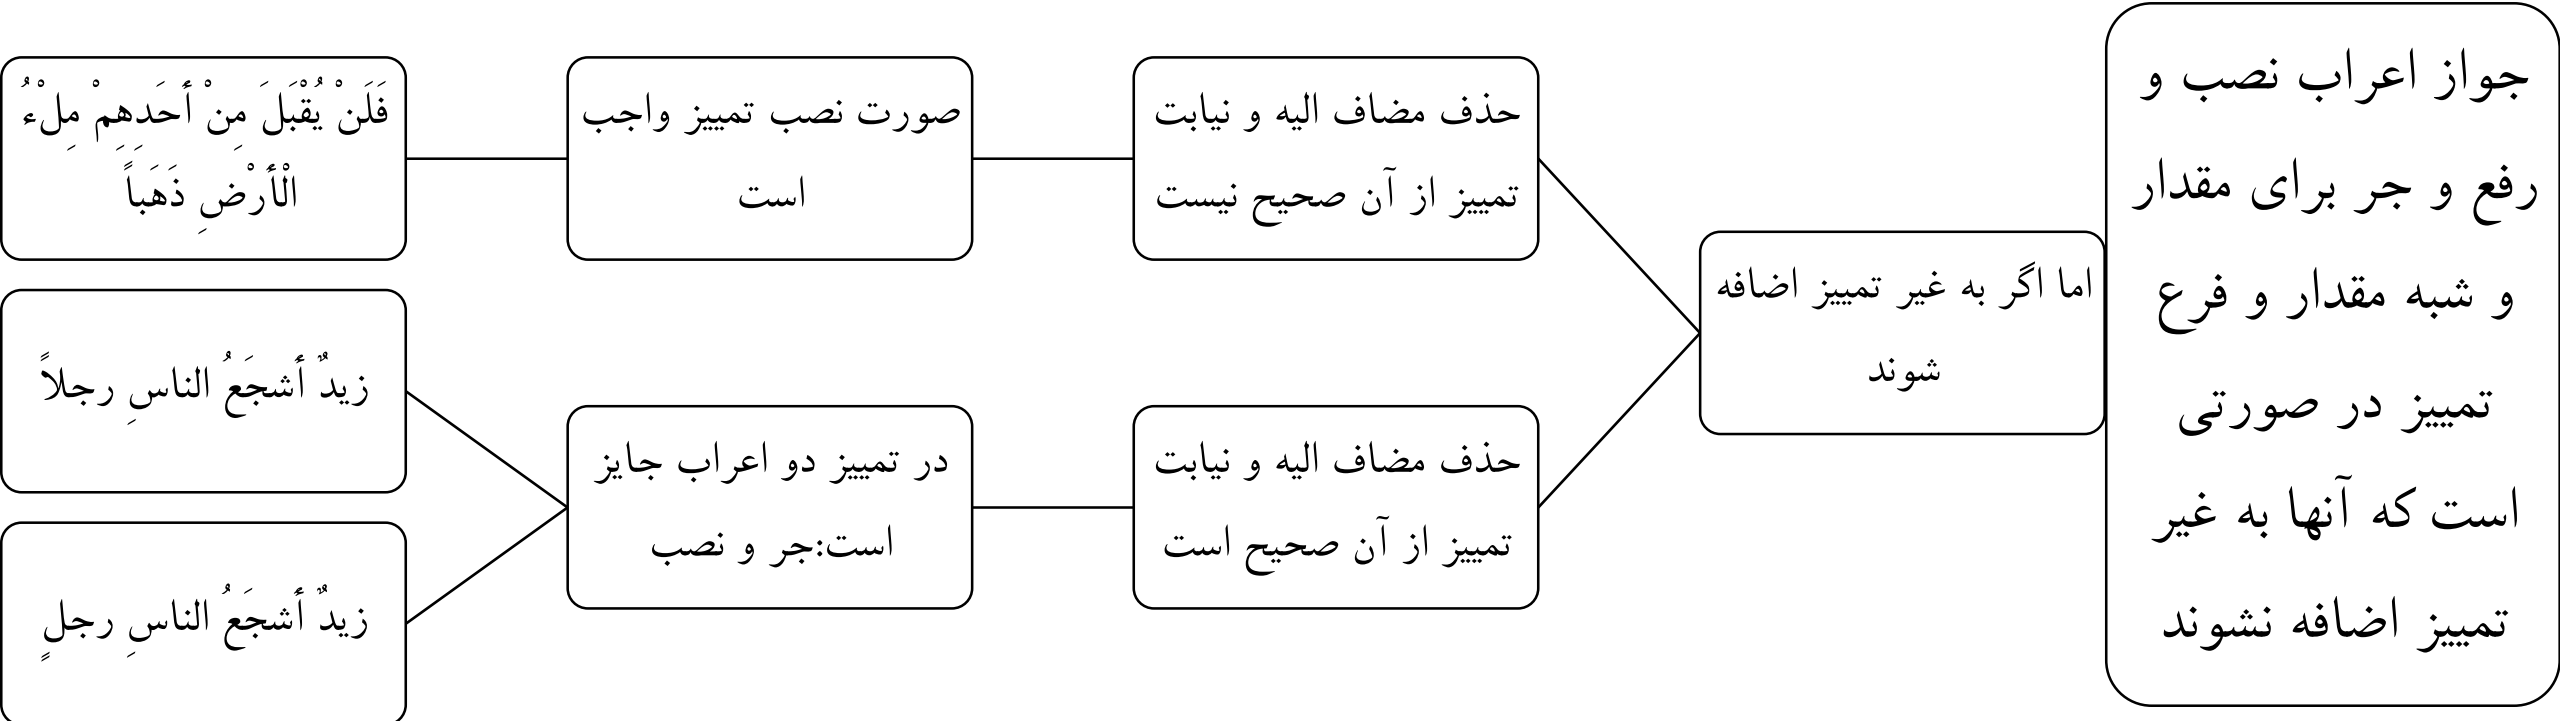 جواز اعراب نصب و
رفع و جر برای مقدار
و شبه مقدار و فرع
تمییز در صورتی
است که آنها به غیر
تمییز اضافه نشوند
اما اگر به غیر تمییز اضافه
شوند
حذف مضاف الیه و نیابت
تمییز از آن صحیح نیست
صورت نصب تمییز واجب
است
فَلَنْ يُقْبَلَ مِنْ أَحَدِهِمْ مِلْءُ
الْأَرْضِ ذَهَباً
حذف مضاف الیه و نیابت
تمییز از آن صحیح است
در تمییز دو اعراب جایز
است:جر و نصب
زیدٌ أشجَعُ الناسِ رجلاً
زیدٌ أشجَعُ الناسِ رجلٍ